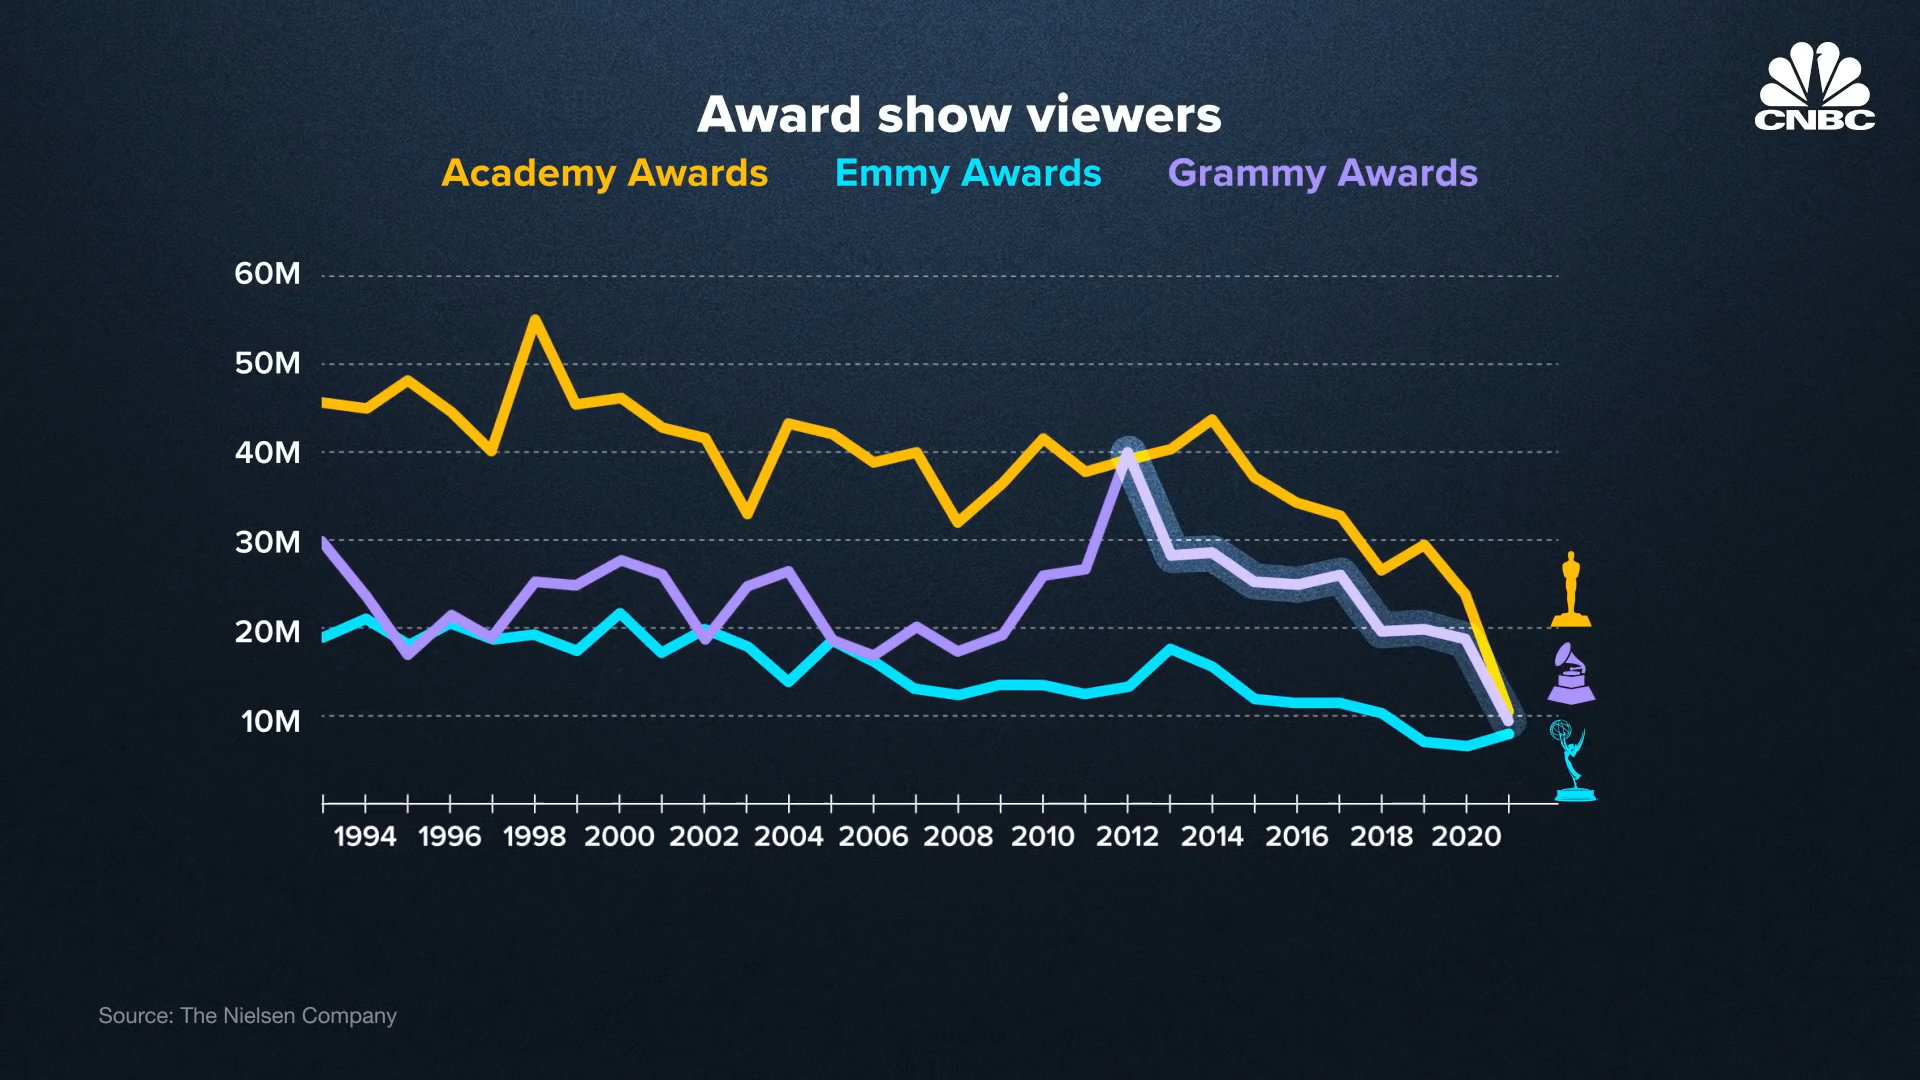 CNBC
Award show viewers
Academy Awards Emmy Awards Grammy Awards
60M
50M
40M
30M
20M
10M
1994 1996 1998 2000 2002 2004 2006 2008 2010 2012 2014 2016 2018 2020
Source: The Nielsen Company